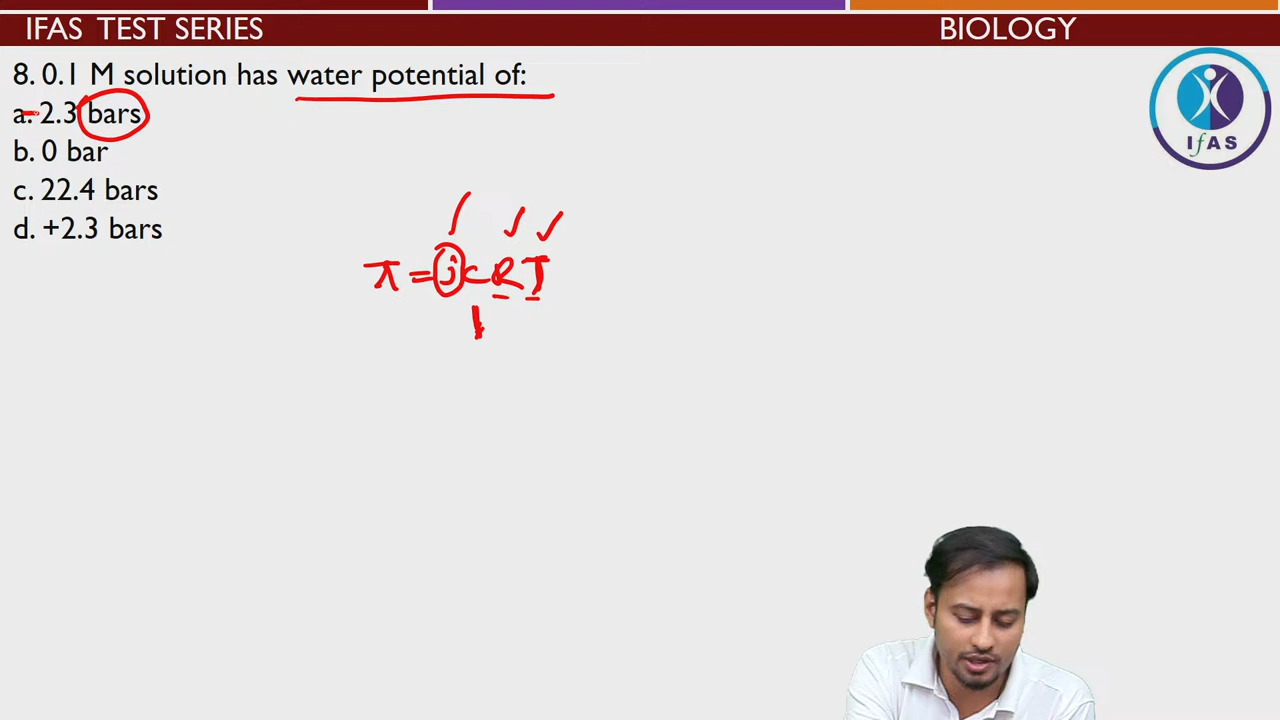 IFAS TEST SERIES
BIOLOGY
8. 0.1 M solution has water potential of:
a. -2.3 bars
b. 0 bar
c. 22.4 bars
d. +2.3 bars
π = jcRT
IfAS